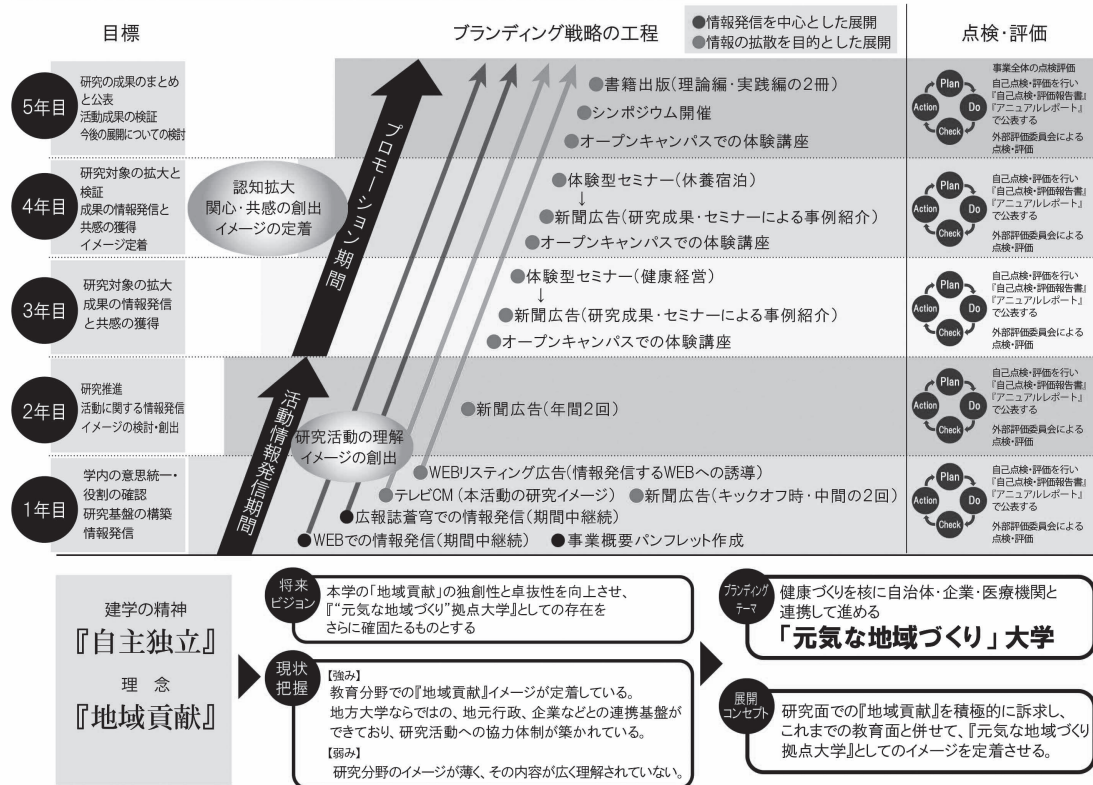 目標
ブランディング戦略の工程
●情報発信を中心とした展開
●情報の拡散を目的とした展開
点検・評価
5年目
研究の成果のまとめ
と公表
活動成果の検証
今後の展開についての検討
●書籍出版(理論編・実践編の2冊)
●シンポジウム開催
●オープンキャンパスでの体験講座
Plan
Do
Check
Action
事業全体の点検評価
自己点検・評価を行い
『自己点検・評価報告書』
『アニュアルレポート』
で公表する
外部評価委員会による
点検・評価
プロモーション期間
4年目
研究対象の拡大と
検証
成果の情報発信と
共感の獲得
イメージ定着
認知拡大
関心・共感の創出
イメージの定着
●体験型セミナー(休養宿泊)
↓
●新聞広告(研究成果・セミナーによる事例紹介)
●オープンキャンパスでの体験講座
Plan
Do
Check
Action
自己点検・評価を行い
『自己点検・評価報告書』
『アニュアルレポート』
で公表する
外部評価委員会による
点検・評価
3年目
研究対象の拡大
成果の情報発信
と共感の獲得
●体験型セミナー(健康経営)
↓
●新聞広告(研究成果・セミナーによる事例紹介)
●オープンキャンパスでの体験講座
Plan
Do
Check
Action
自己点検・評価を行い
『自己点検・評価報告書』
『アニュアルレポート』
で公表する
外部評価委員会による
点検・評価
活動情報発信期間
2年目
研究推進
活動に関する情報発信
イメージの検討・創出
●新聞広告(年間2回)
研究活動の理解
イメージの創出
Plan
Do
Check
Action
自己点検・評価を行い
『自己点検・評価報告書』
『アニュアルレポート』
で公表する
外部評価委員会による
点検・評価
1年目
学内の意思統一・
役割の確認
研究基盤の構築
情報発信
●WEBリスティング広告(情報発信するWEBへの誘導)
●テレビCM(本活動の研究イメージ) ●新聞広告(キックオフ時・中間の2回)
●広報誌蒼穹での情報発信(期間中継続)
●WEBでの情報発信(期間中継続) ●事業概要パンフレット作成
Plan
Do
Check
Action
自己点検・評価を行い
『自己点検・評価報告書』
『アニュアルレポート』
で公表する
外部評価委員会による
点検・評価
建学の精神
『自主独立』
理 念
『地域貢献』
将来
ビジョン
本学の「地域貢献」の独創性と卓抜性を向上させ、
『“元気な地域づくり”拠点大学』としての存在を
さらに確固たるものとする
現状
把握
【強み】
教育分野での『地域貢献』イメージが定着している。
地方大学ならではの、地元行政、企業などとの連携基盤が
できており、研究活動への協力体制が築かれている。
【弱み】
研究分野のイメージが薄く、その内容が広く理解されていない。
ブランディング
テーマ
健康づくりを核に自治体・企業・医療機関と
連携して進める
「元気な地域づくり」大学
展開
コンセプト
研究面での『地域貢献』を積極的に訴求し、
これまでの教育面と併せて、『元気な地域づくり
拠点大学』としてのイメージを定着させる。